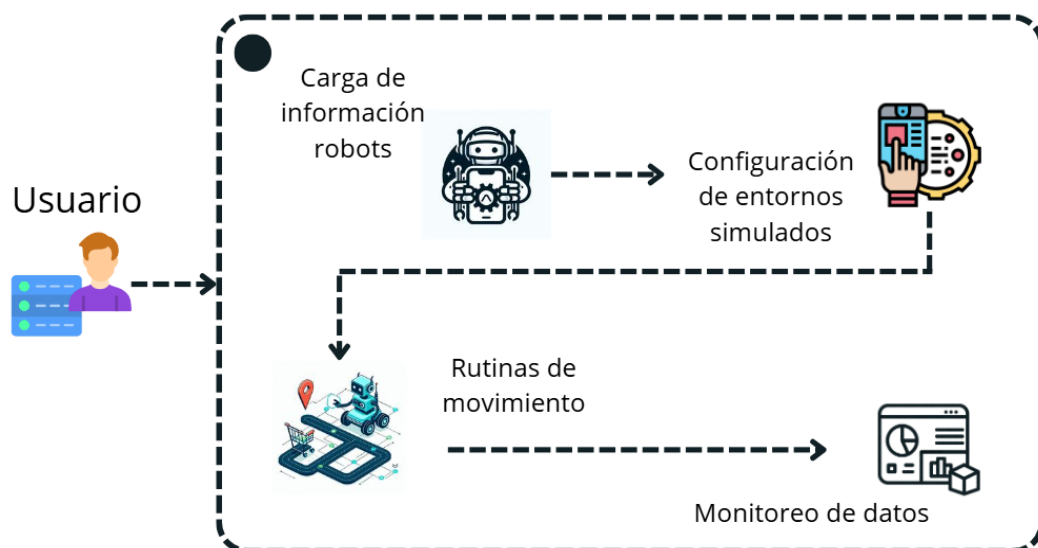 Usuario
Carga de
información
robots
Configuración
de entornos
simulados
Rutinas de
movimiento
Monitoreo de datos